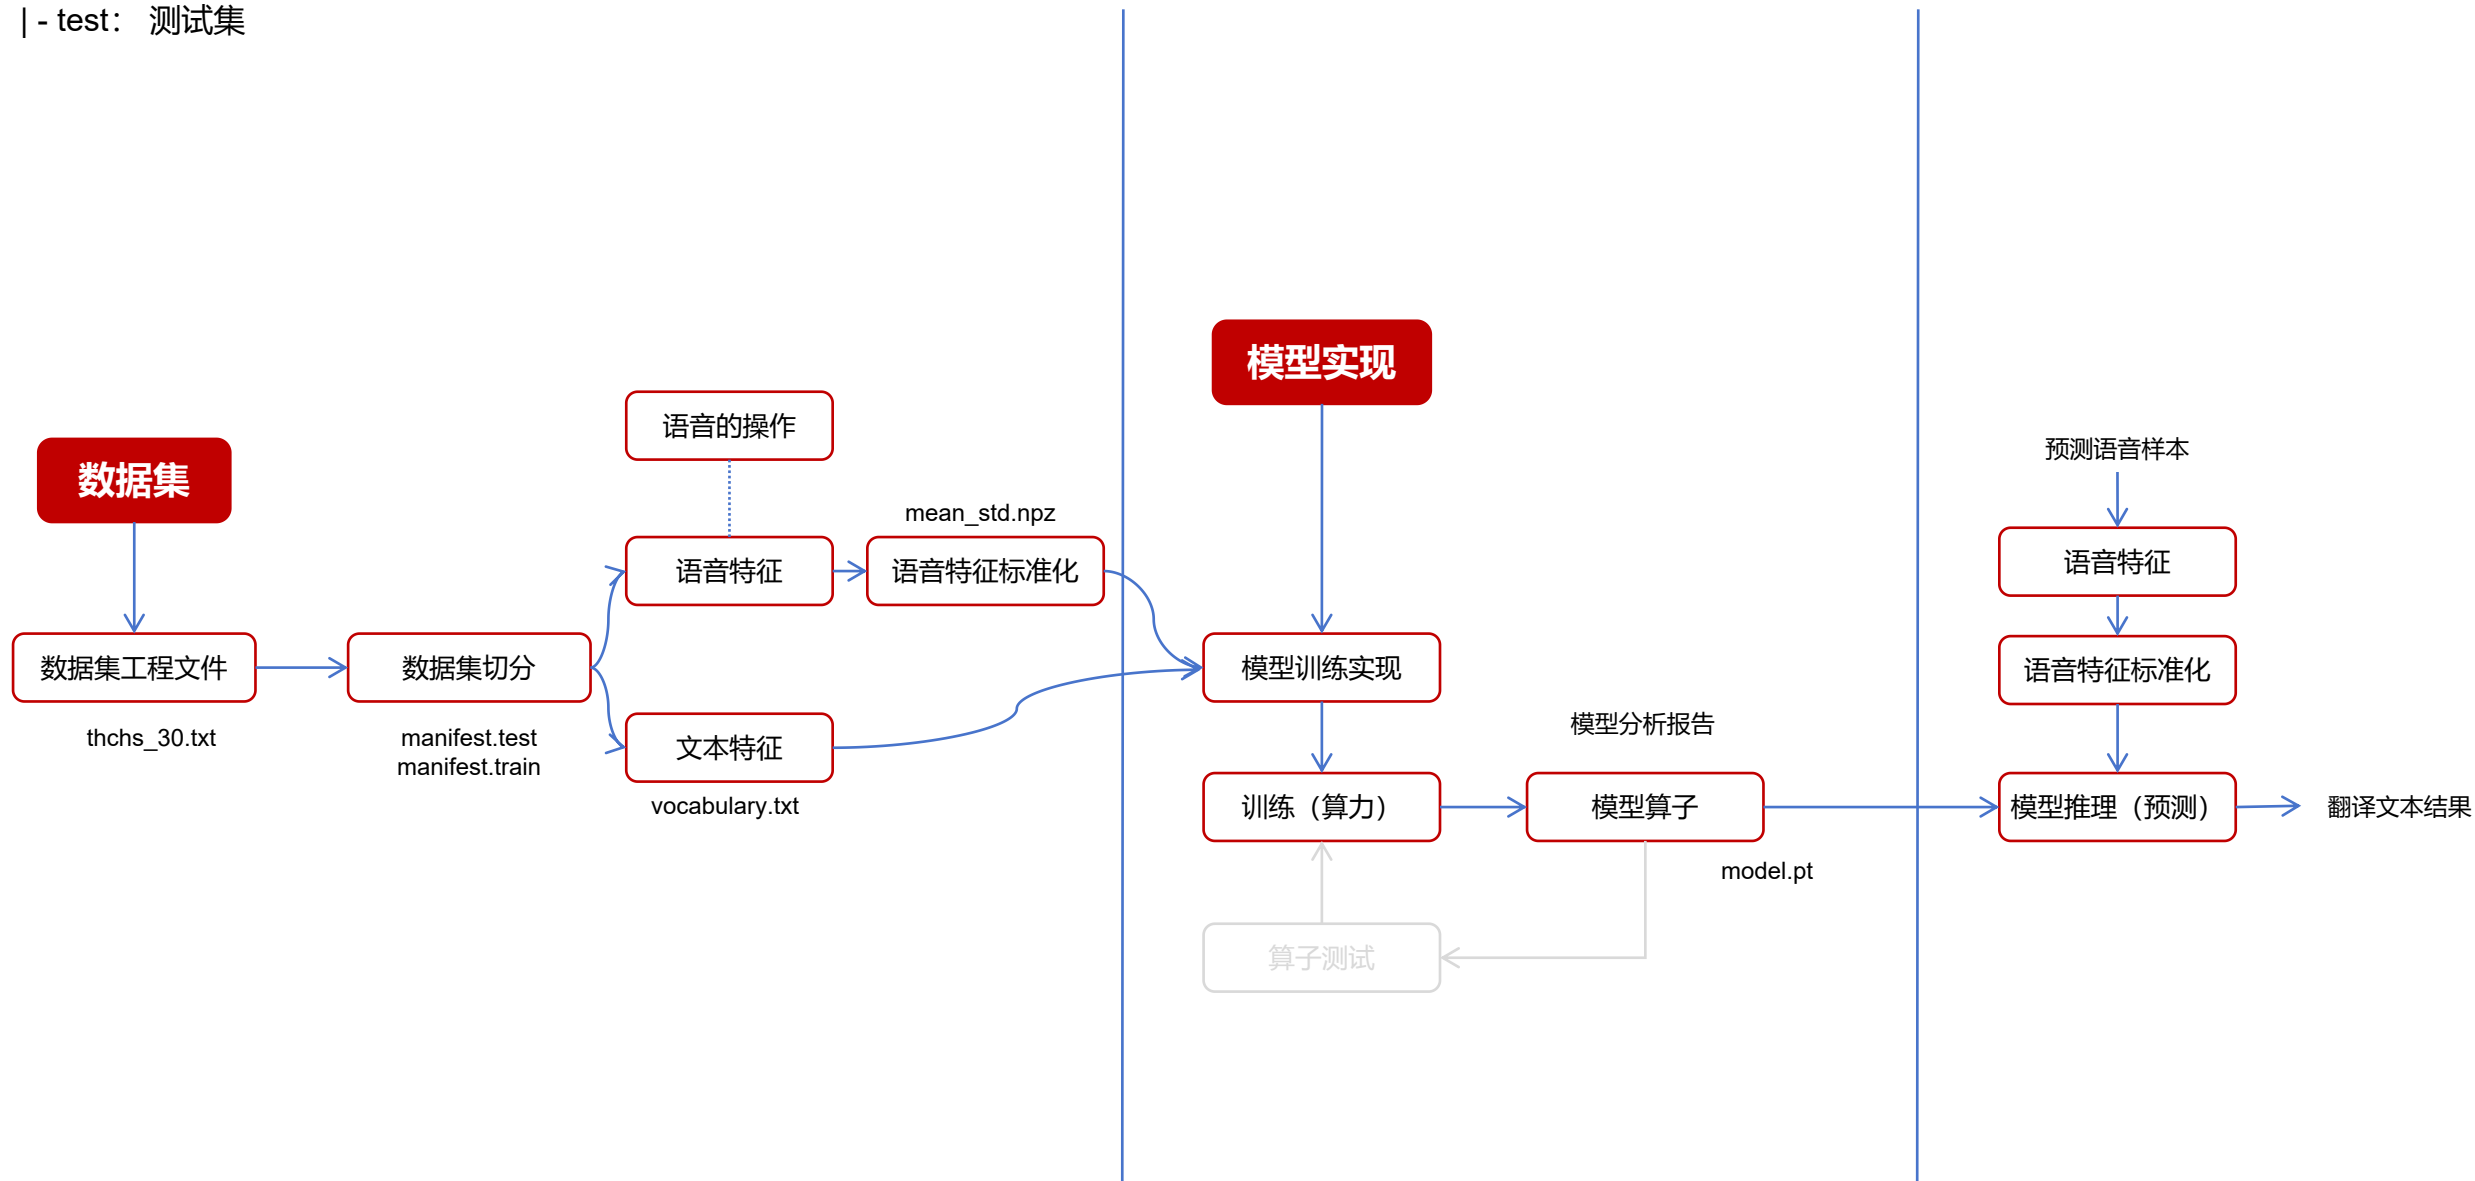 | - test： 测试集
数据集
数据集工程文件
thchs_30.txt
数据集切分
manifest.test
manifest.train
语音的操作
语音特征
mean_std.npz
语音特征标准化
文本特征
vocabulary.txt
模型实现
模型训练实现
训练（算力）
模型分析报告
模型算子
model.pt
算子测试
预测语音样本
语音特征
语音特征标准化
模型推理（预测）
翻译文本结果